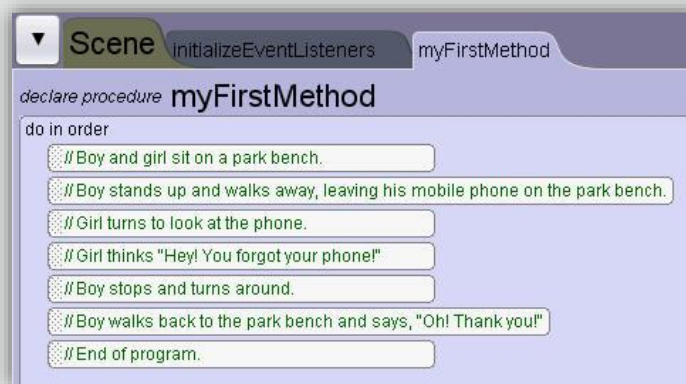 Scene initializeEventListeners myFirstMethod
declare procedure myFirstMethod
do in order
// Boy and girl sit on a park bench.
// Boy stands up and walks away, leaving his mobile phone on the park bench.
// Girl turns to look at the phone.
// Girl thinks "Hey! You forgot your phone!"
// Boy stops and turns around.
// Boy walks back to the park bench and says, "Oh! Thank you!"
// End of program.